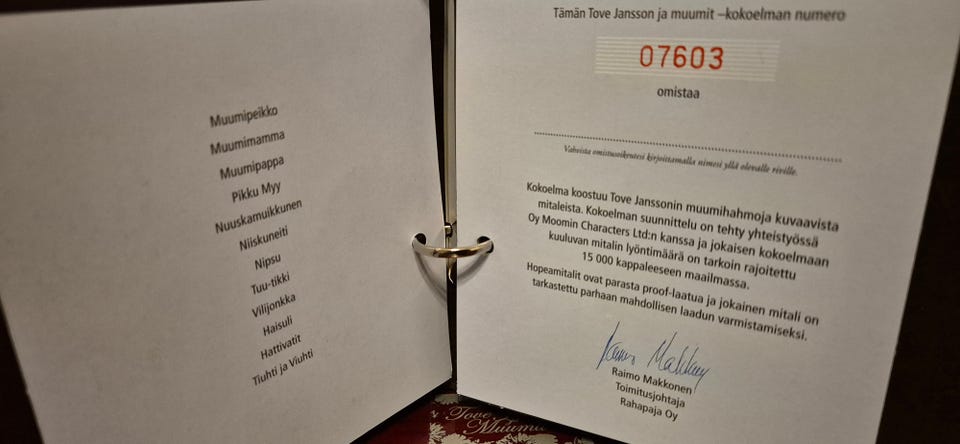 Muumipeikko
Muumimamma
Muumipappa
Pikku Myy
Nuuskamuikkunen
Niiskuneiti
Nipsu
Tuu-tikki
Vilijonkka
Haisuli
Hattivatit
Tiuhti ja Viuhti
Tämän Tove Jansson ja muumit –kokoelman numero
07603
omistaa
Vahvista omistusoikeutesi kirjoittamalla nimesi yllä olevalle riville.
Kokoelma koostuu Tove Janssonin muumihahmoja kuvaavista
mitaleista. Kokoelman suunnittelu on tehty yhteistyössä
Oy Moomin Characters Ltd:n kanssa ja jokaisen kokoelmaan
kuuluvan mitalin lyöntimäärä on tarkoin rajoitettu
15 000 kappaleeseen maailmassa.
Hopeamitalit ovat parasta proof-laatua ja jokainen mitali on
tarkastettu parhaan mahdollisen laadun varmistamiseksi.
Raimo Makkonen
Raimo Makkonen
Toimitusjohtaja
Rahapaja Oy
Tove